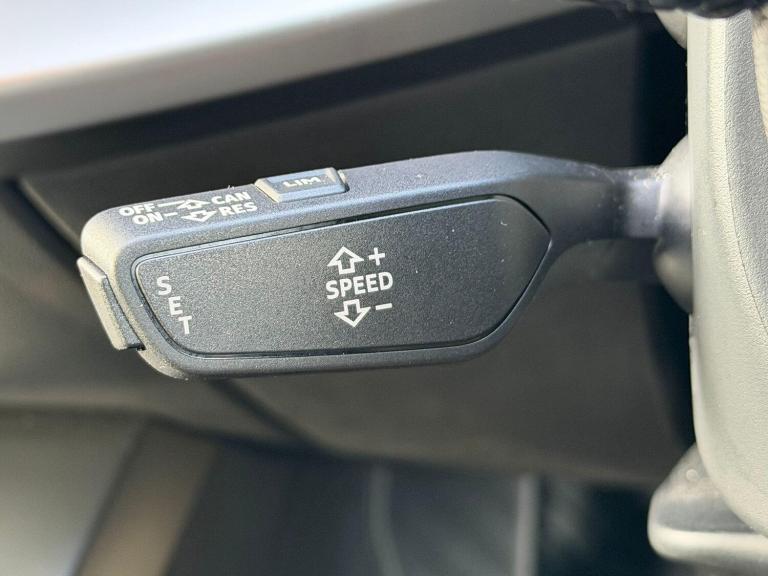 OFF CAN
ON RES
LIM
+
SPEED
-
SET